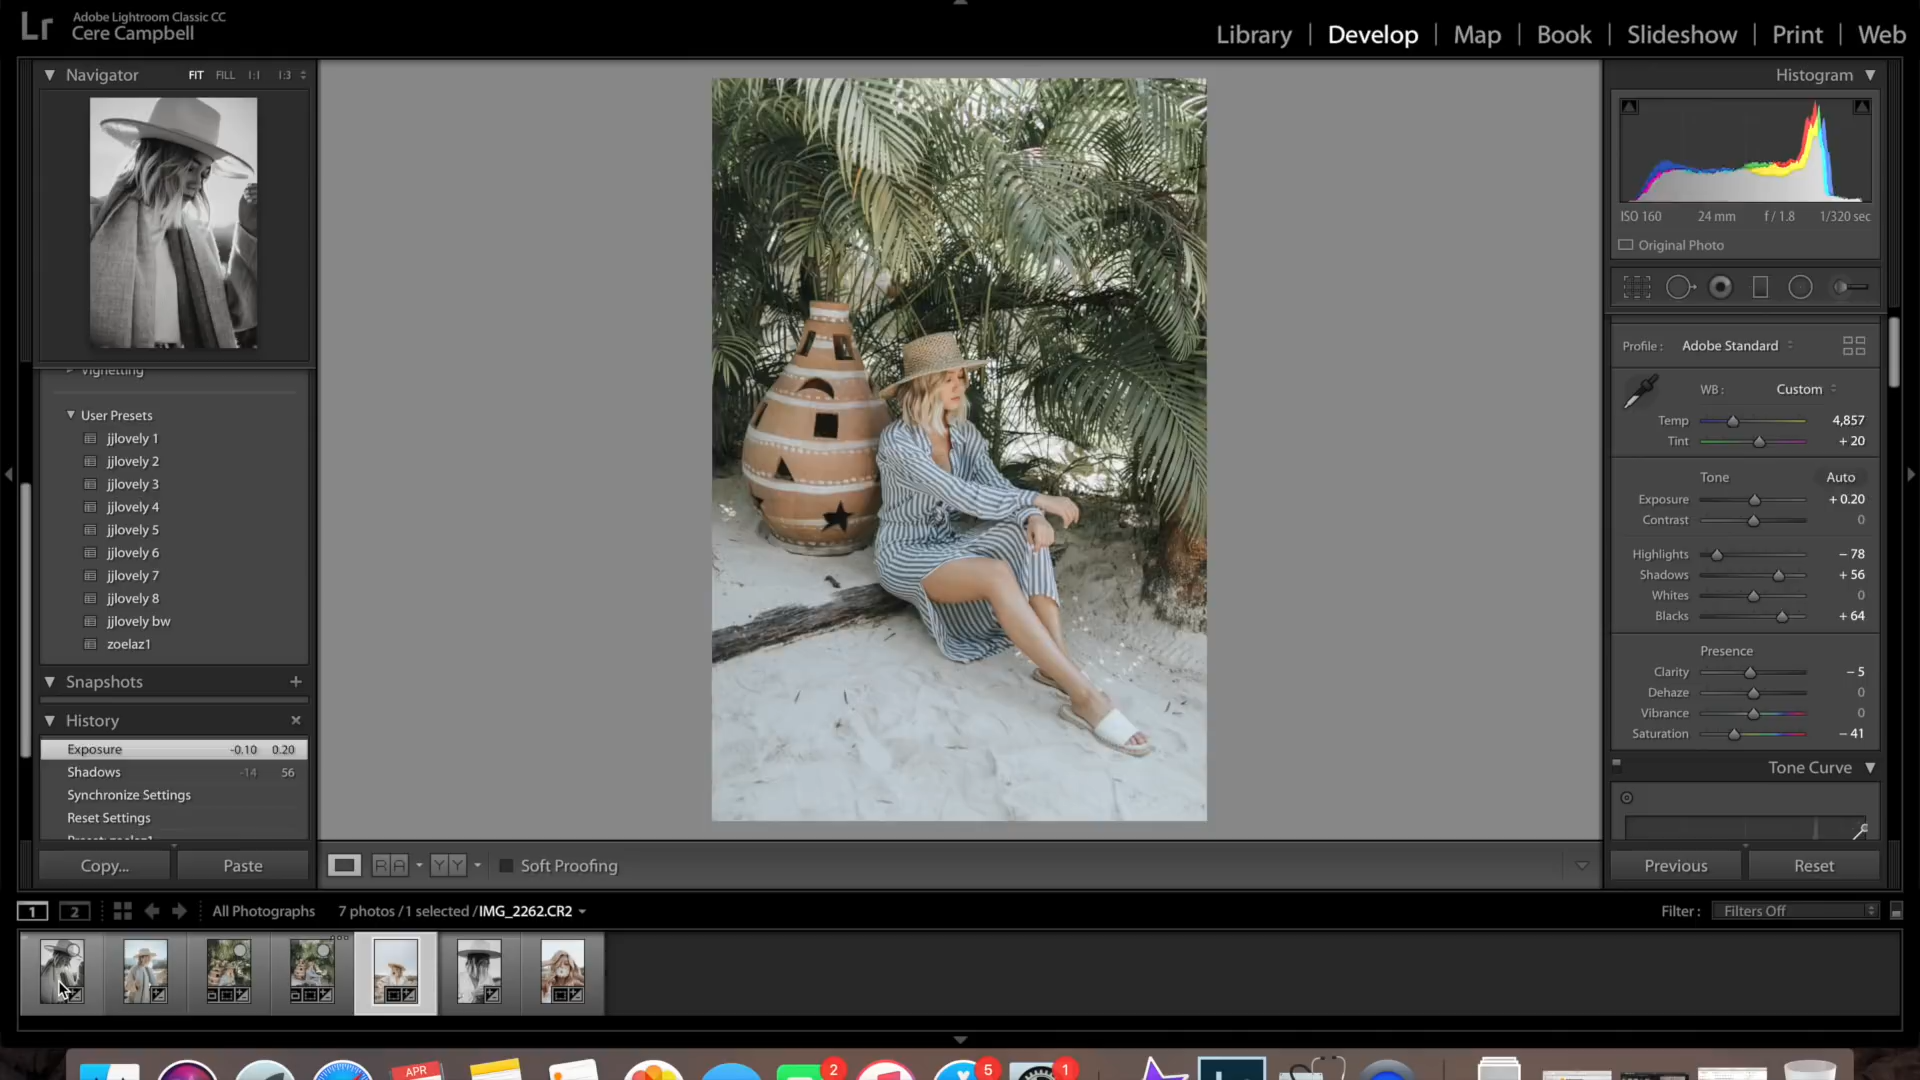 Lr
Adobe Lightroom Classic CC
Cere Campbell
Library | Develop | Map | Book | Slideshow | Print | Web
Navigator FIT FILL 1:1 1:3
Vignetting
User Presets
jjlovely 1
jjlovely 2
jjlovely 3
jjlovely 4
jjlovely 5
jjlovely 6
jjlovely 7
jjlovely 8
jjlovely bw
zoelaz1
Snapshots +
History ×
Exposure -0.10 0.20
Shadows -14 56
Synchronize Settings
Reset Settings
Preset: zoelaz1
Copy... Paste
R A Y Y Soft Proofing
Histogram
ISO 160 24 mm f / 1.8 1/320 sec
Original Photo
Profile : Adobe Standard
WB : Custom
Temp 4,857
Tint + 20
Tone Auto
Exposure + 0.20
Contrast 0
Highlights − 78
Shadows + 56
Whites 0
Blacks + 64
Presence
Clarity − 5
Dehaze 0
Vibrance 0
Saturation − 41
Tone Curve
Previous Reset
1 2 All Photographs 7 photos / 1 selected / IMG_2262.CR2
Filter : Filters Off
APR
2
5
1